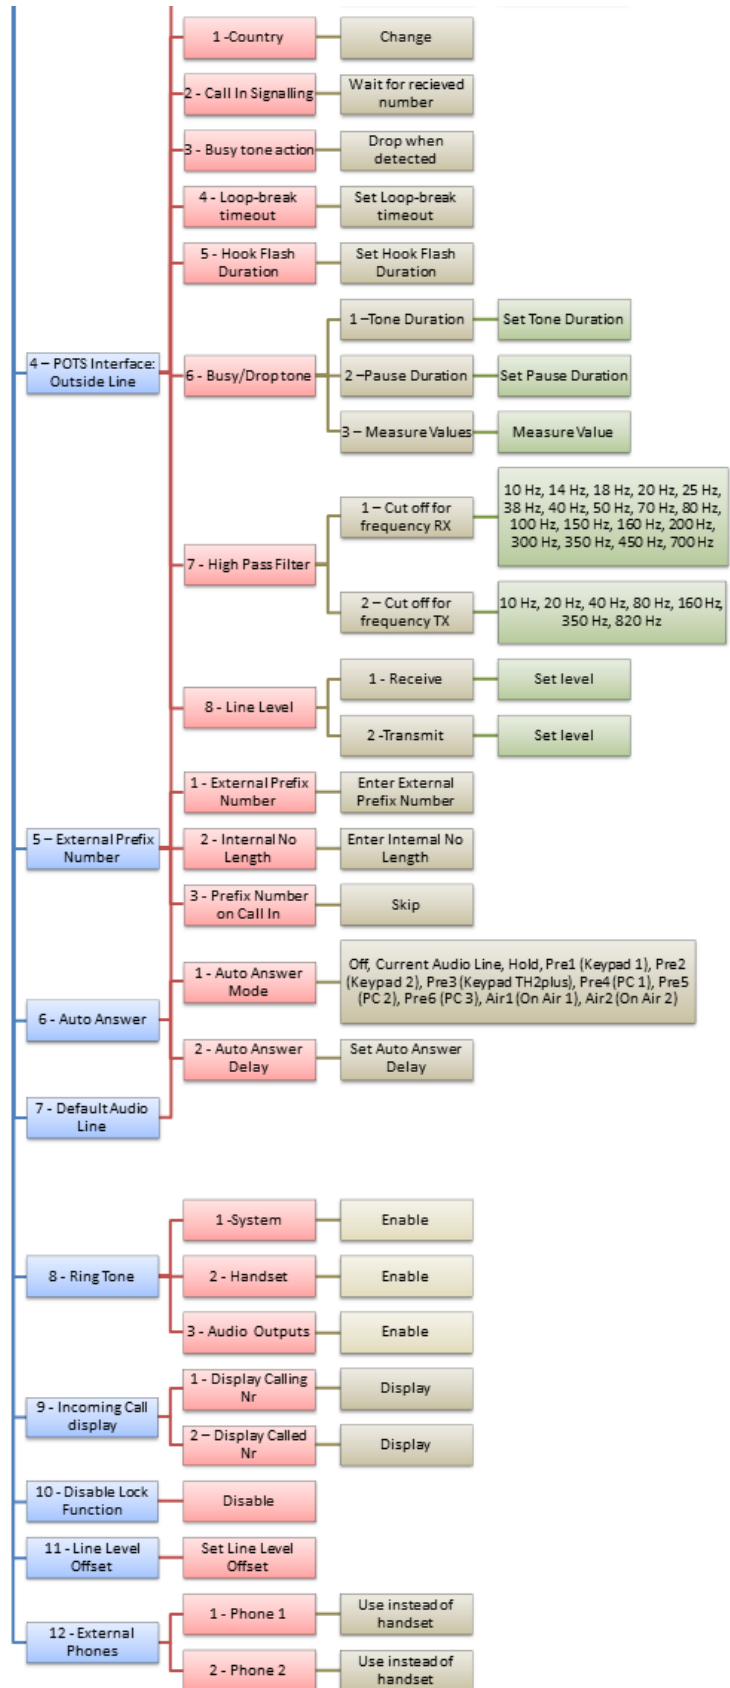 1 -Country
Change
2 - Call In Signalling
Wait for recieved
number
3 - Busy tone action
Drop when
detected
4 - Loop-break
timeout
Set Loop-break
timeout
5 - Hook Flash
Duration
Set Hook Flash
Duration
4 – POTS Interface:
Outside Line
6 - Busy/Drop tone
1 –Tone Duration
Set Tone Duration
2 –Pause Duration
Set Pause Duration
3 – Measure Values
Measure Value
7 - High Pass Filter
1 – Cut off for
frequency RX
10 Hz, 14 Hz, 18 Hz, 20 Hz, 25 Hz,
38 Hz, 40 Hz, 50 Hz, 70 Hz, 80 Hz,
100 Hz, 150 Hz, 160 Hz, 200 Hz,
300 Hz, 350 Hz, 450 Hz, 700 Hz
2 – Cut off for
frequency TX
10 Hz, 20 Hz, 40 Hz, 80 Hz, 160 Hz,
350 Hz, 820 Hz
8 - Line Level
1 - Receive
Set level
2 -Transmit
Set level
5 – External Prefix
Number
1 - External Prefix
Number
Enter External
Prefix Number
2 - Internal No
Length
Enter Internal No
Length
3 - Prefix Number
on Call In
Skip
6 - Auto Answer
1 - Auto Answer
Mode
Off, Current Audio Line, Hold, Pre1 (Keypad 1), Pre2
(Keypad 2), Pre3 (Keypad TH2plus), Pre4 (PC 1), Pre5
(PC 2), Pre6 (PC 3), Air1 (On Air 1), Air2 (On Air 2)
2 - Auto Answer
Delay
Set Auto Answer
Delay
7 - Default Audio
Line
8 - Ring Tone
1 -System
Enable
2 - Handset
Enable
3 - Audio Outputs
Enable
9 - Incoming Call
display
1 - Display Calling
Nr
Display
2 – Display Called
Nr
Display
10 - Disable Lock
Function
Disable
11 - Line Level
Offset
Set Line Level
Offset
12 - External
Phones
1 - Phone 1
Use instead of
handset
2 - Phone 2
Use instead of
handset